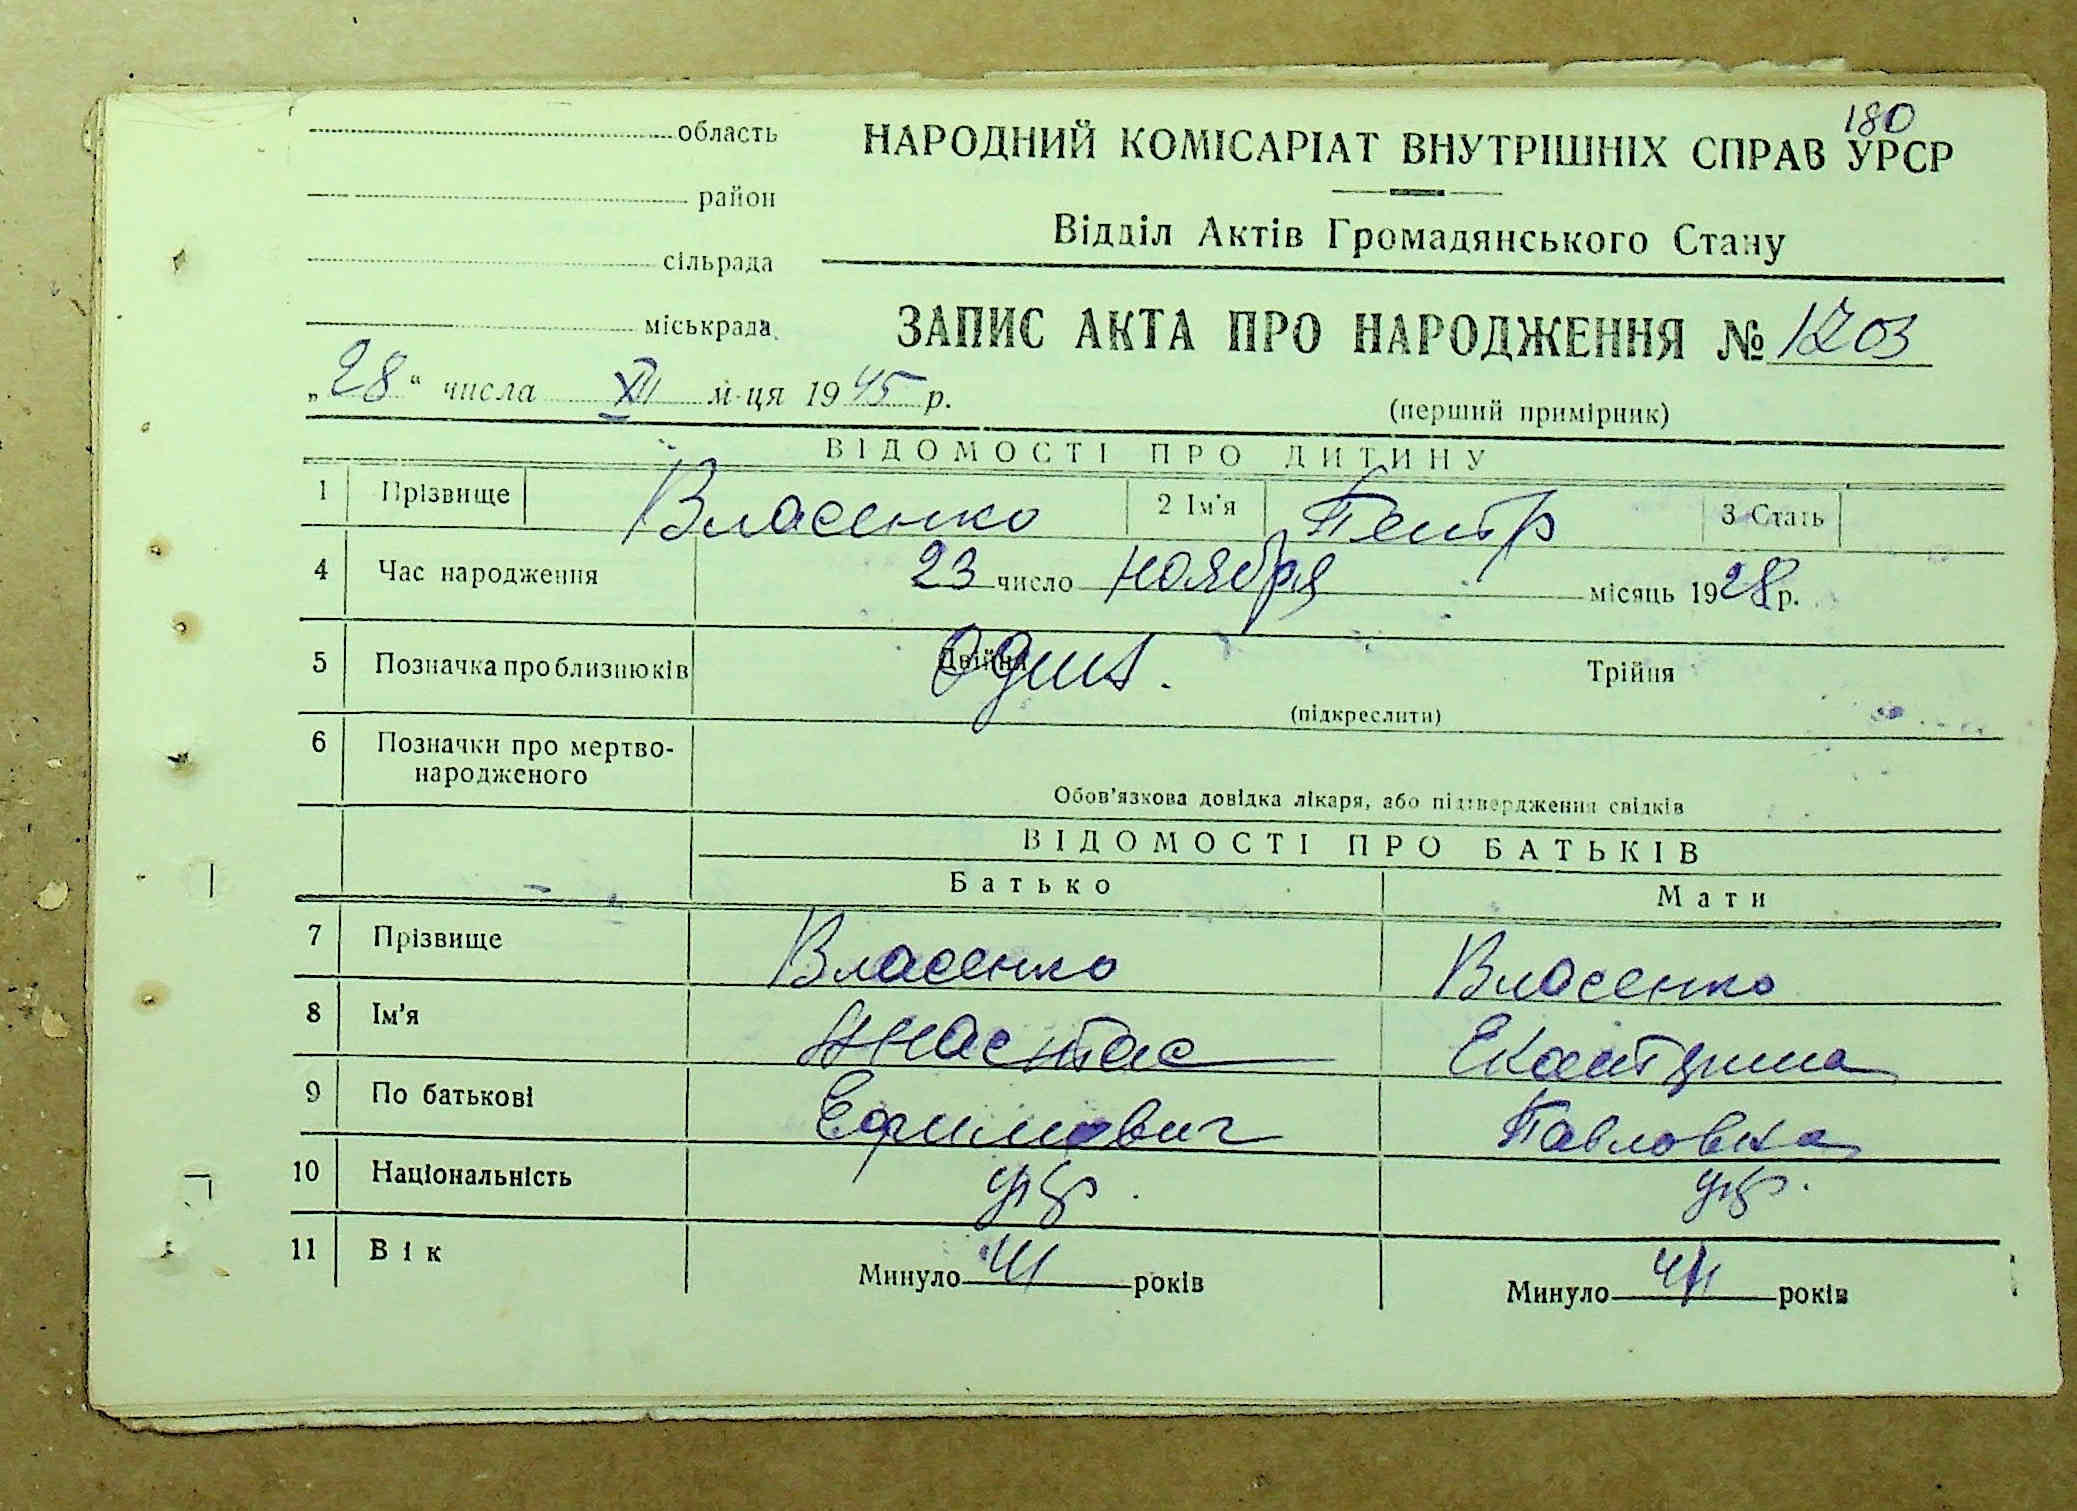 180
область
НАРОДНИЙ КОМІСАРІАТ ВНУТРІШНІХ СПРАВ УРСР
район
Відділ Актів Громадянського Стану
сільрада
міськрада
ЗАПИС АКТА ПРО НАРОДЖЕННЯ № 1703
„28“ числа XII м-ця 1945 р.
(перший примірник)
ВІДОМОСТІ ПРО ДИТИНУ
1 Прізвище Власенко 2 Ім'я Петр 3 Стать
4 Час народження 23 число ноября місяць 1928 р.
5 Позначка про близнюків Двійня один. Трійня
(підкреслити)
6 Позначки про мертво-
народженого
Обов'язкова довідка лікаря, або підтвердження свідків
ВІДОМОСТІ ПРО БАТЬКІВ
Батько Мати
7 Прізвище Власенко Власенко
8 Ім'я Анастас Екатерина
9 По батькові Ефимович Павловна
10 Національність укр. укр.
11 Вік Минуло 41 років Минуло років